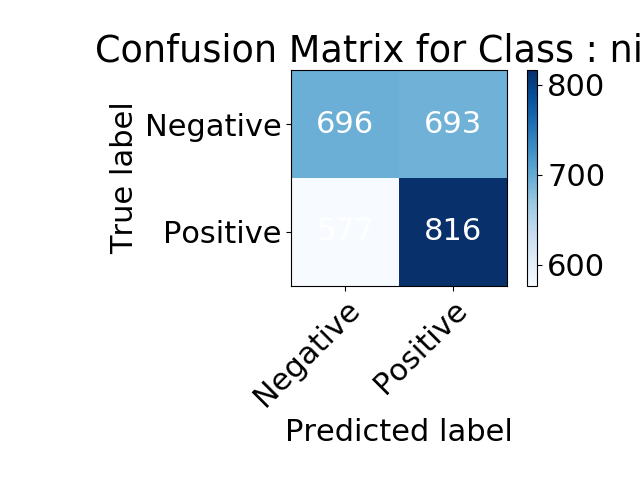 Confusion Matrix for Class : ni
True label
Negative 696 693
Positive 577 816
800
700
600
Negative Positive
Predicted label